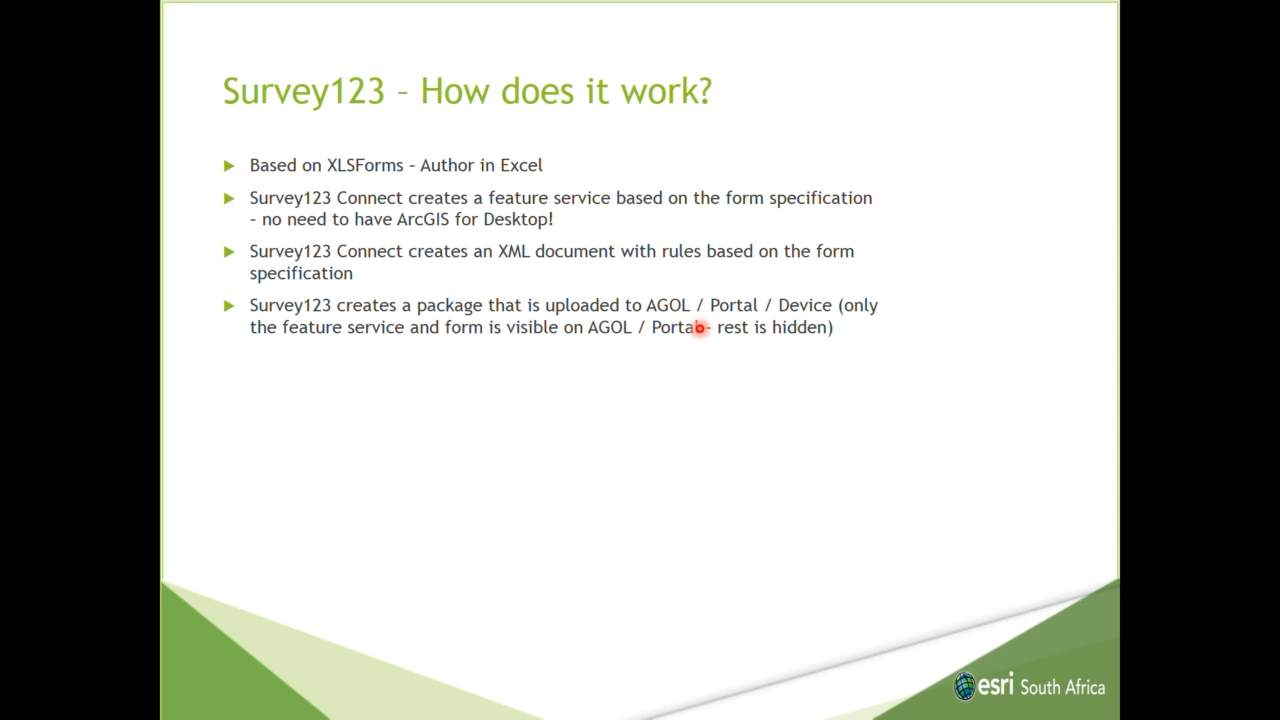 Survey123 – How does it work?
Based on XLSForms – Author in Excel
Survey123 Connect creates a feature service based on the form specification
– no need to have ArcGIS for Desktop!
Survey123 Connect creates an XML document with rules based on the form
specification
Survey123 creates a package that is uploaded to AGOL / Portal / Device (only
the feature service and form is visible on AGOL / Portal – rest is hidden)
esri South Africa